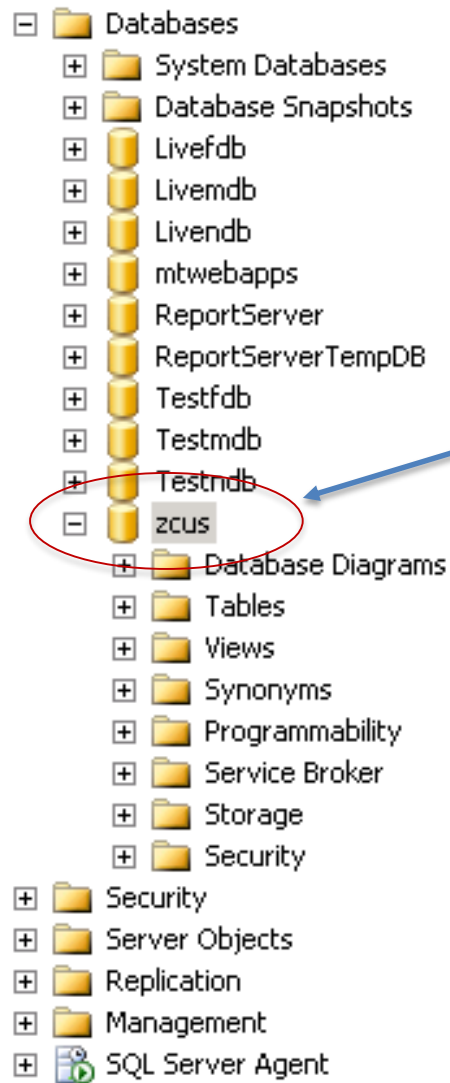 Databases
System Databases
Database Snapshots
Livefdb
Livemdb
Livendb
mtwebapps
ReportServer
ReportServerTempDB
Testfdb
Testmdb
Testndb
zcus
Database Diagrams
Tables
Views
Synonyms
Programmability
Service Broker
Storage
Security
Security
Server Objects
Replication
Management
SQL Server Agent